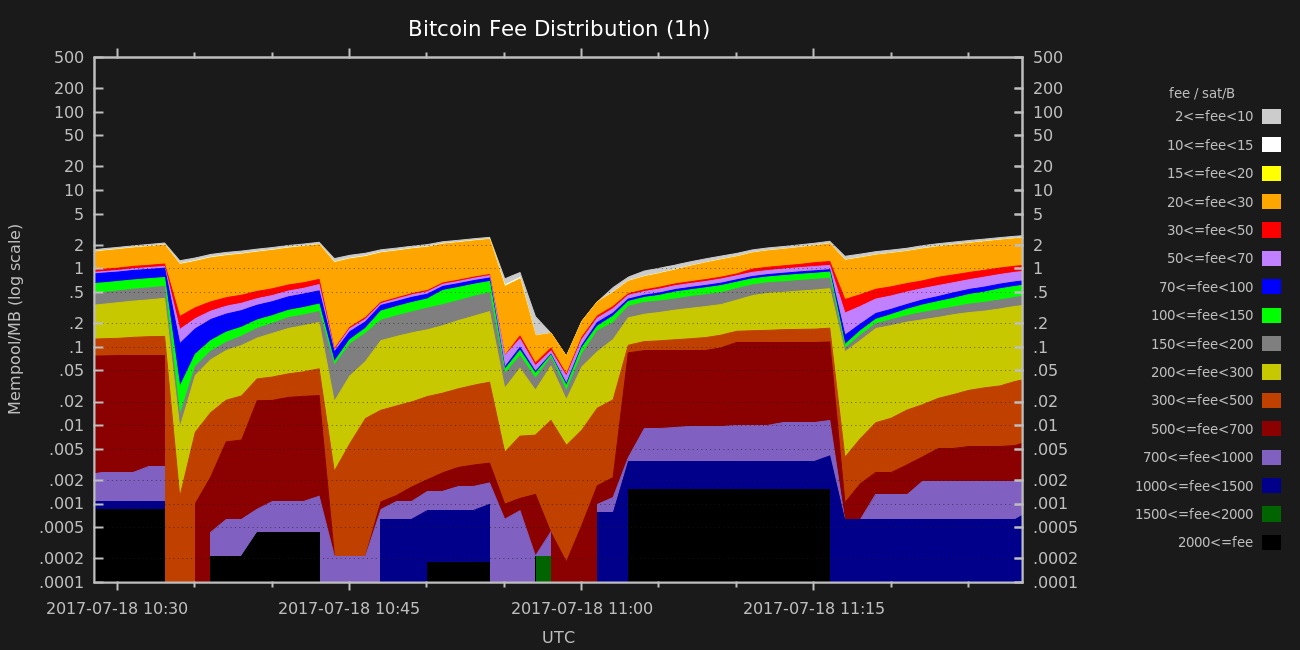 Bitcoin Fee Distribution (1h)
500
200
100
50
20
10
5
2
1
.5
.2
.1
.05
.02
.01
.005
.002
.001
.0005
.0002
.0001
Mempool/MB (log scale)
500
200
100
50
20
10
5
2
1
.5
.2
.1
.05
.02
.01
.005
.002
.001
.0005
.0002
.0001
2017-07-18 10:30 2017-07-18 10:45 2017-07-18 11:00 2017-07-18 11:15
UTC
fee / sat/B
2<=fee<10
10<=fee<15
15<=fee<20
20<=fee<30
30<=fee<50
50<=fee<70
70<=fee<100
100<=fee<150
150<=fee<200
200<=fee<300
300<=fee<500
500<=fee<700
700<=fee<1000
1000<=fee<1500
1500<=fee<2000
2000<=fee